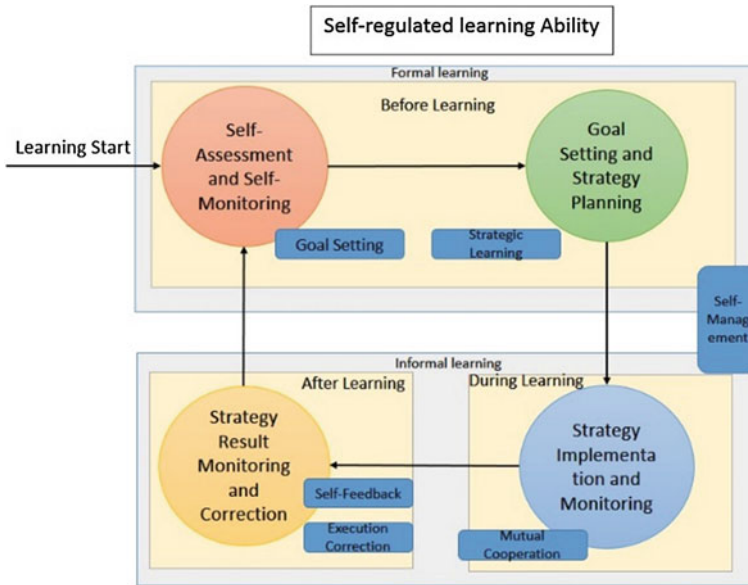 Self-regulated learning Ability
Formal learning
Before Learning
Learning Start
Self-
Assessment
and Self-
Monitoring
Goal
Setting and
Strategy
Planning
Goal Setting
Strategic
Learning
Self-
Manag
ement
Informal learning
After Learning
During Learning
Strategy
Result
Monitoring
and
Correction
Strategy
Implementa
tion and
Monitoring
Self-Feedback
Execution
Correction
Mutual
Cooperation